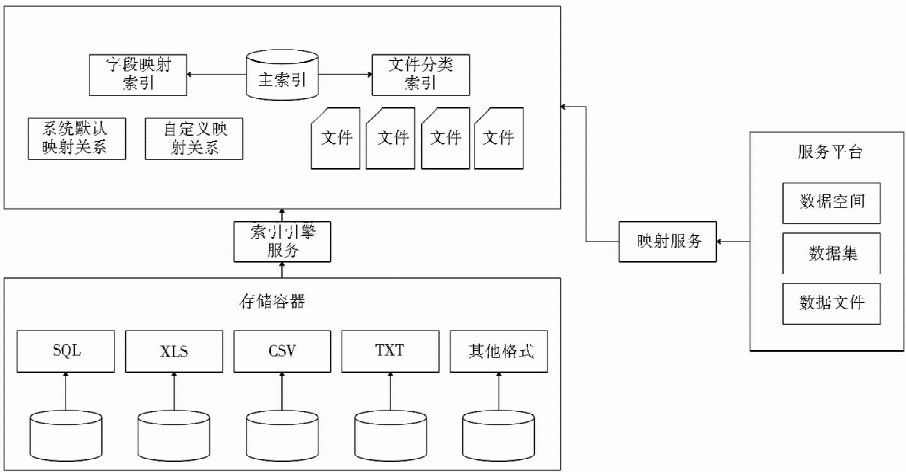 字段映射
索引
主索引
文件分类
索引
系统默认
映射关系
自定义映
射关系
文件
文件
文件
文件
索引引擎
服务
映射服务
服务平台
数据空间
数据集
数据文件
存储容器
SQL
XLS
CSV
TXT
其他格式